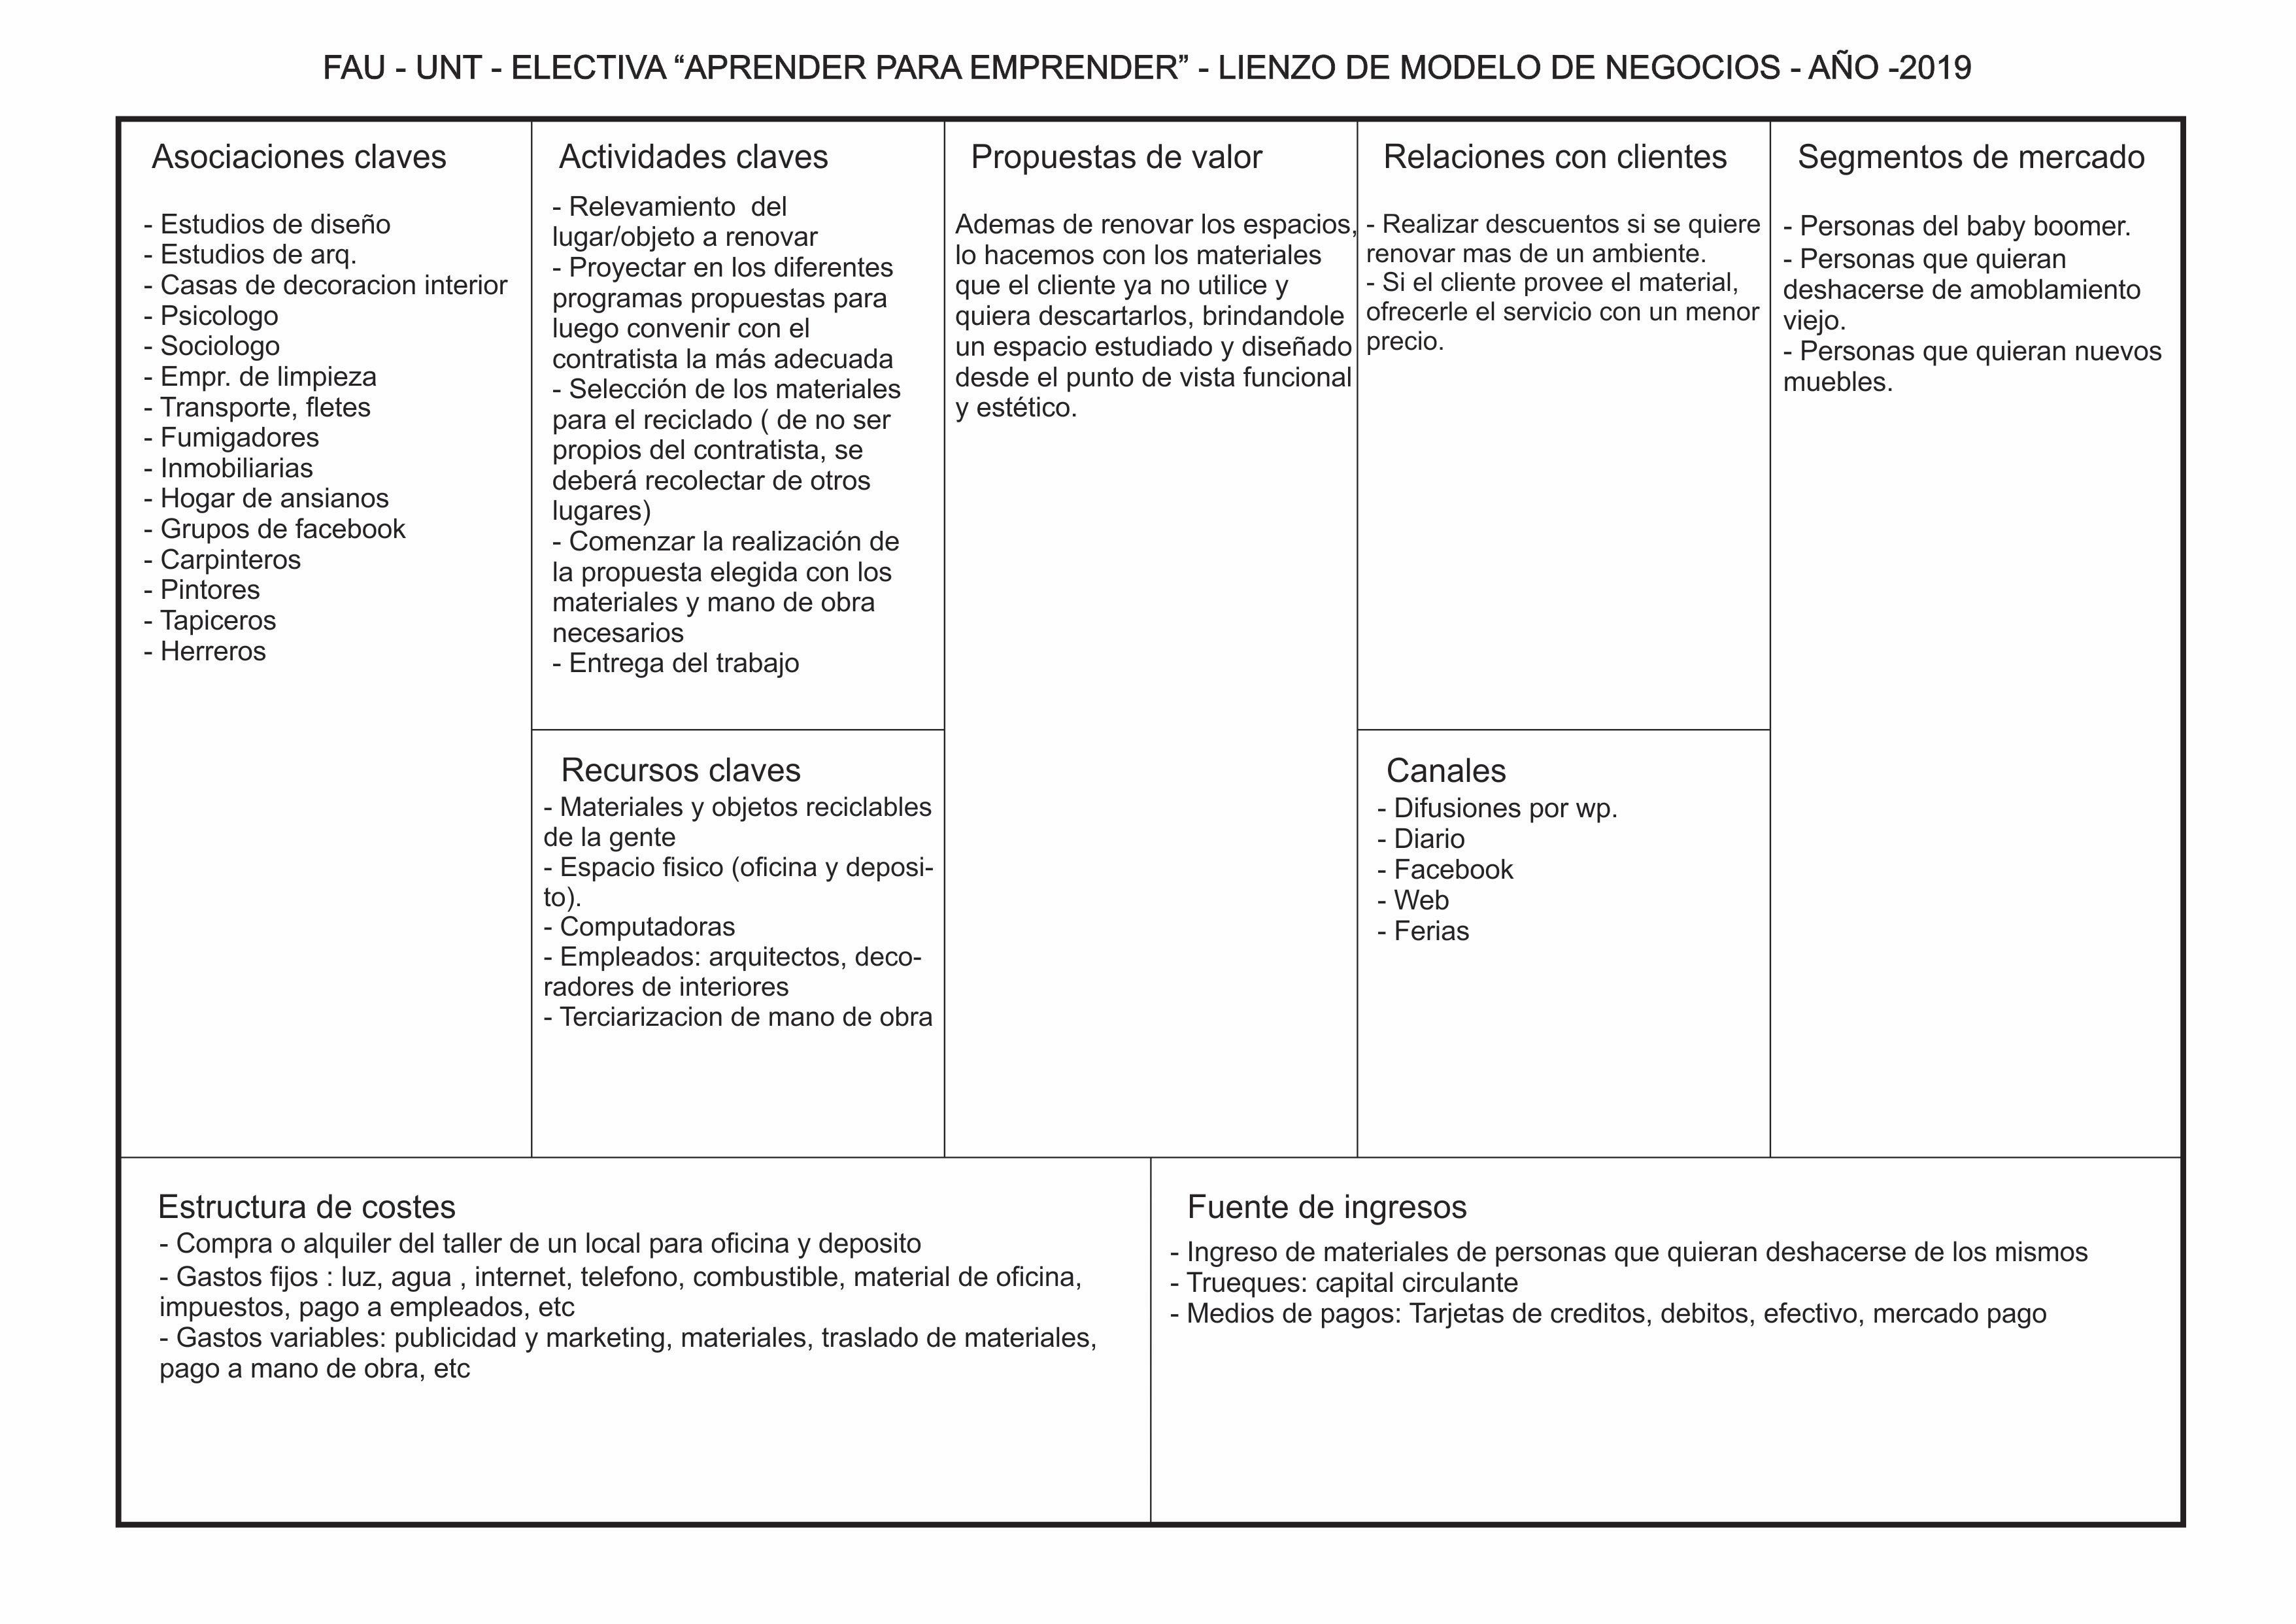 FAU - UNT - ELECTIVA “APRENDER PARA EMPRENDER” - LIENZO DE MODELO DE NEGOCIOS - AÑO -2019
Asociaciones claves
- Estudios de diseño
- Estudios de arq.
- Casas de decoracion interior
- Psicologo
- Sociologo
- Empr. de limpieza
- Transporte, fletes
- Fumigadores
- Inmobiliarias
- Hogar de ansianos
- Grupos de facebook
- Carpinteros
- Pintores
- Tapiceros
- Herreros
Actividades claves
- Relevamiento  del
lugar/objeto a renovar
- Proyectar en los diferentes
programas propuestas para
luego convenir con el
contratista la más adecuada
- Selección de los materiales
para el reciclado ( de no ser
propios del contratista, se
deberá recolectar de otros
lugares)
- Comenzar la realización de
la propuesta elegida con los
materiales y mano de obra
necesarios
- Entrega del trabajo
Recursos claves
- Materiales y objetos reciclables
de la gente
- Espacio fisico (oficina y deposi-
to).
- Computadoras
- Empleados: arquitectos, deco-
radores de interiores
- Terciarizacion de mano de obra
Propuestas de valor
Ademas de renovar los espacios,
lo hacemos con los materiales
que el cliente ya no utilice y
quiera descartarlos, brindandole
un espacio estudiado y diseñado
desde el punto de vista funcional
y estético.
Relaciones con clientes
- Realizar descuentos si se quiere
renovar mas de un ambiente.
- Si el cliente provee el material,
ofrecerle el servicio con un menor
precio.
Canales
- Difusiones por wp.
- Diario
- Facebook
- Web
- Ferias
Segmentos de mercado
- Personas del baby boomer.
- Personas que quieran
deshacerse de amoblamiento
viejo.
- Personas que quieran nuevos
muebles.
Estructura de costes
- Compra o alquiler del taller de un local para oficina y deposito
- Gastos fijos : luz, agua , internet, telefono, combustible, material de oficina,
impuestos, pago a empleados, etc
- Gastos variables: publicidad y marketing, materiales, traslado de materiales,
pago a mano de obra, etc
Fuente de ingresos
- Ingreso de materiales de personas que quieran deshacerse de los mismos
- Trueques: capital circulante
- Medios de pagos: Tarjetas de creditos, debitos, efectivo, mercado pago